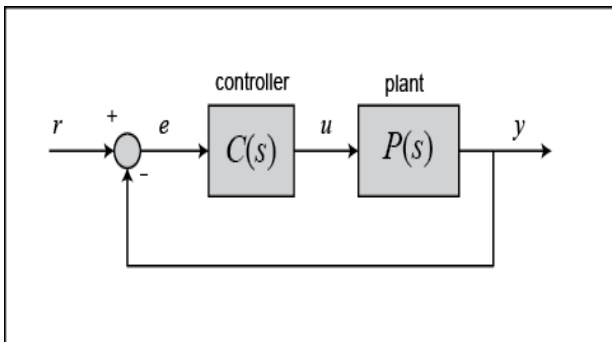 controller plant
r + e C(s) u P(s) y
-